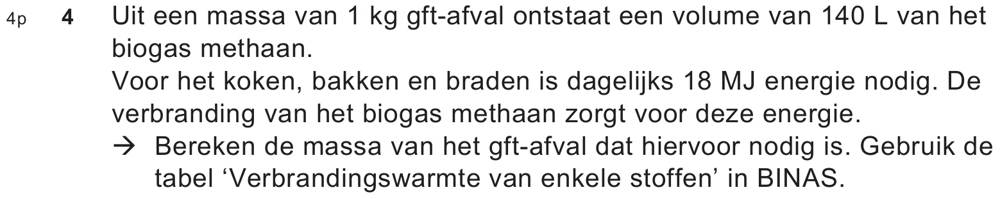 4p 4 Uit een massa van 1 kg gft-afval ontstaat een volume van 140 L van het
biogas methaan.
Voor het koken, bakken en braden is dagelijks 18 MJ energie nodig. De
verbranding van het biogas methaan zorgt voor deze energie.
→ Bereken de massa van het gft-afval dat hiervoor nodig is. Gebruik de
tabel ‘Verbrandingswarmte van enkele stoffen’ in BINAS.